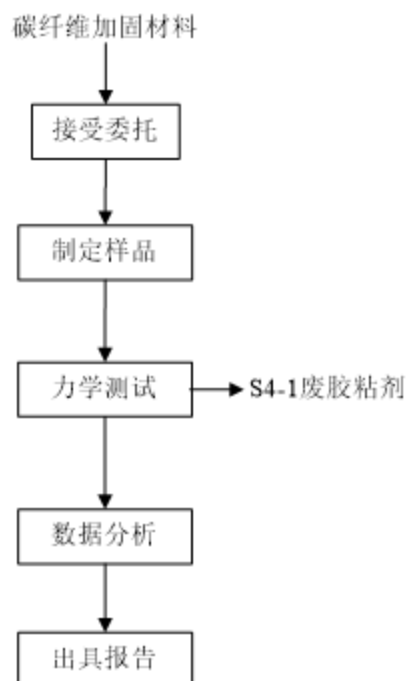 碳纤维加固材料
接受委托
制定样品
力学测试
S4-1废胶粘剂
数据分析
出具报告